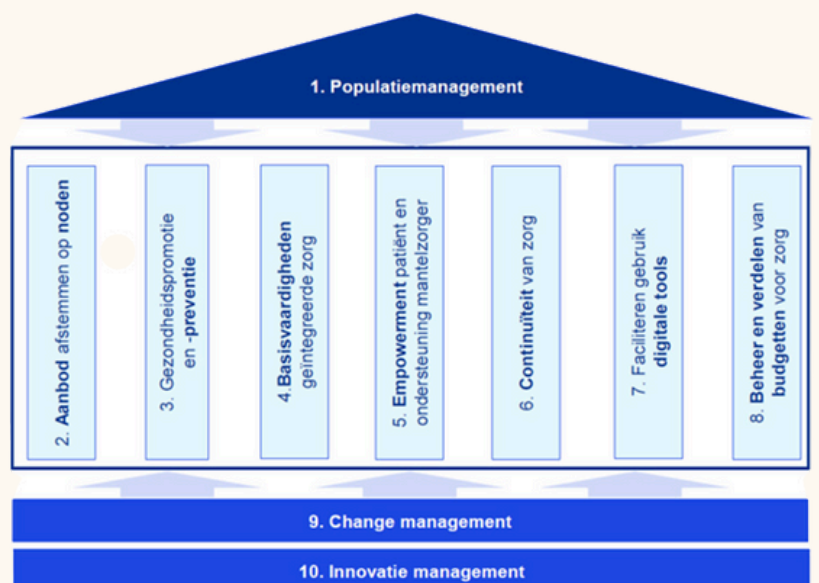 1. Populatiemanagement
2. Aanbod afstemmen op noden
3. Gezondheidspromotie
en -preventie
4.Basisvaardigheden
geïntegreerde zorg
5. Empowerment patiënt en
ondersteuning mantelzorger
6. Continuïteit van zorg
7. Faciliteren gebruik
digitale tools
8. Beheer en verdelen van
budgetten voor zorg
9. Change management
10. Innovatie management